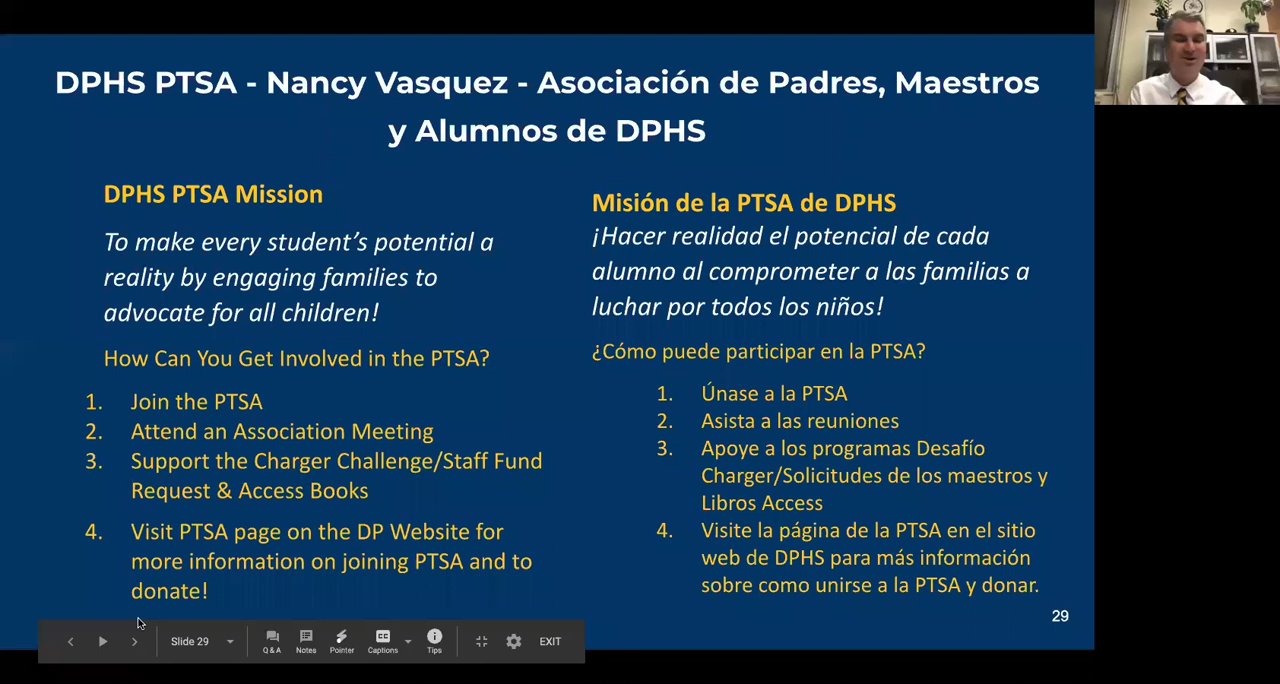 DPHS PTSA - Nancy Vasquez - Asociación de Padres, Maestros
y Alumnos de DPHS
DPHS PTSA Mission
To make every student's potential a
reality by engaging families to
advocate for all children!
How Can You Get Involved in the PTSA?
1. Join the PTSA
2. Attend an Association Meeting
3. Support the Charger Challenge/Staff Fund
Request & Access Books
4. Visit PTSA page on the DP Website for
more information on joining PTSA and to
donate!
Misión de la PTSA de DPHS
¡Hacer realidad el potencial de cada
alumno al comprometer a las familias a
luchar por todos los niños!
¿Cómo puede participar en la PTSA?
1. Únase a la PTSA
2. Asista a las reuniones
3. Apoye a los programas Desafío
Charger/Solicitudes de los maestros y
Libros Access
4. Visite la página de la PTSA en el sitio
web de DPHS para más información
sobre como unirse a la PTSA y donar.
29
Slide 29
Q & A
Notes
Pointer
CC
Captions
Tips
EXIT